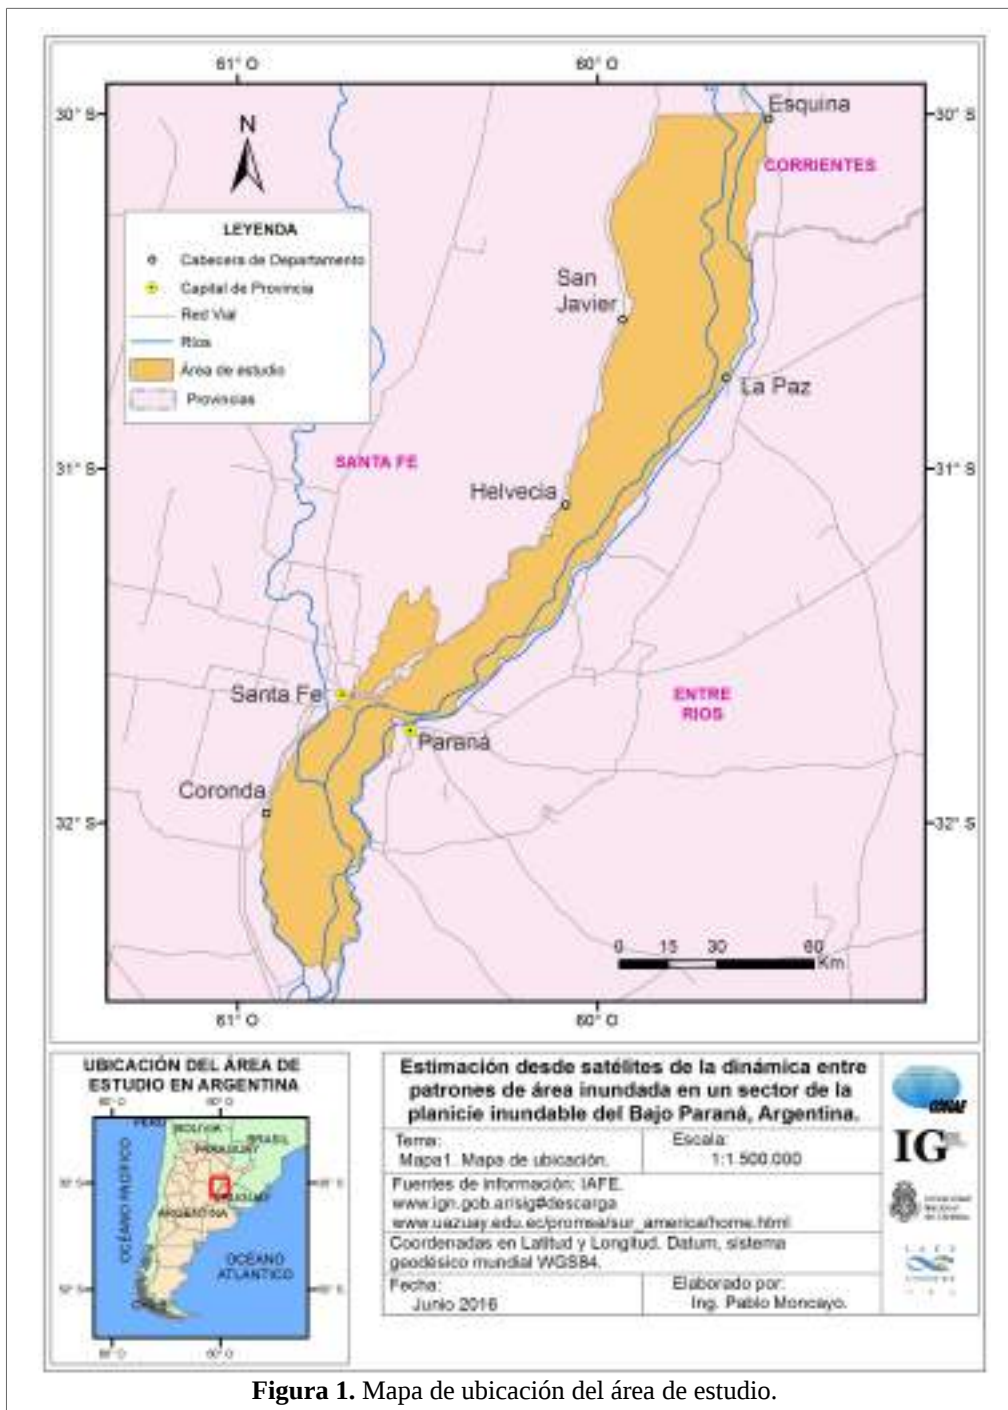 61° O 60° O
30° S 30° S
Esquina
N
CORRIENTES
LEYENDA
Cabecera de Departamento
Capital de Provincia
Red Vial
Ríos
Área de estudio
Provincias
San
Javier
La Paz
31° S 31° S
SANTA FE
Helvecia
Santa Fe
ENTRE
RIOS
Paraná
Coronda
32° S 32° S
0 15 30 60
Km
61° O 60° O
UBICACIÓN DEL ÁREA DE
ESTUDIO EN ARGENTINA
60° O
BOLIVIA
PARAGUAY
BRASIL
URUGUAY
ARGENTINA
OCÉANO PACÍFICO
OCÉANO
ATLÁNTICO
60° O
Estimación desde satélites de la dinámica entre
patrones de área inundada en un sector de la
planicie inundable del Bajo Paraná, Argentina.
Tema:
Mapa1. Mapa de ubicación.
Escala:
1:1.500.000
Fuentes de información: IAFE.
www.ign.gob.ar/sig#descarga
www.uazuay.edu.ec/promsa/sur_america/home.html
Coordenadas en Latitud y Longitud. Datum, sistema
geodésico mundial WGS84.
Fecha:
Junio 2016
Elaborado por:
Ing. Pablo Moncayo.
CONAE
IG
Figura 1. Mapa de ubicación del área de estudio.